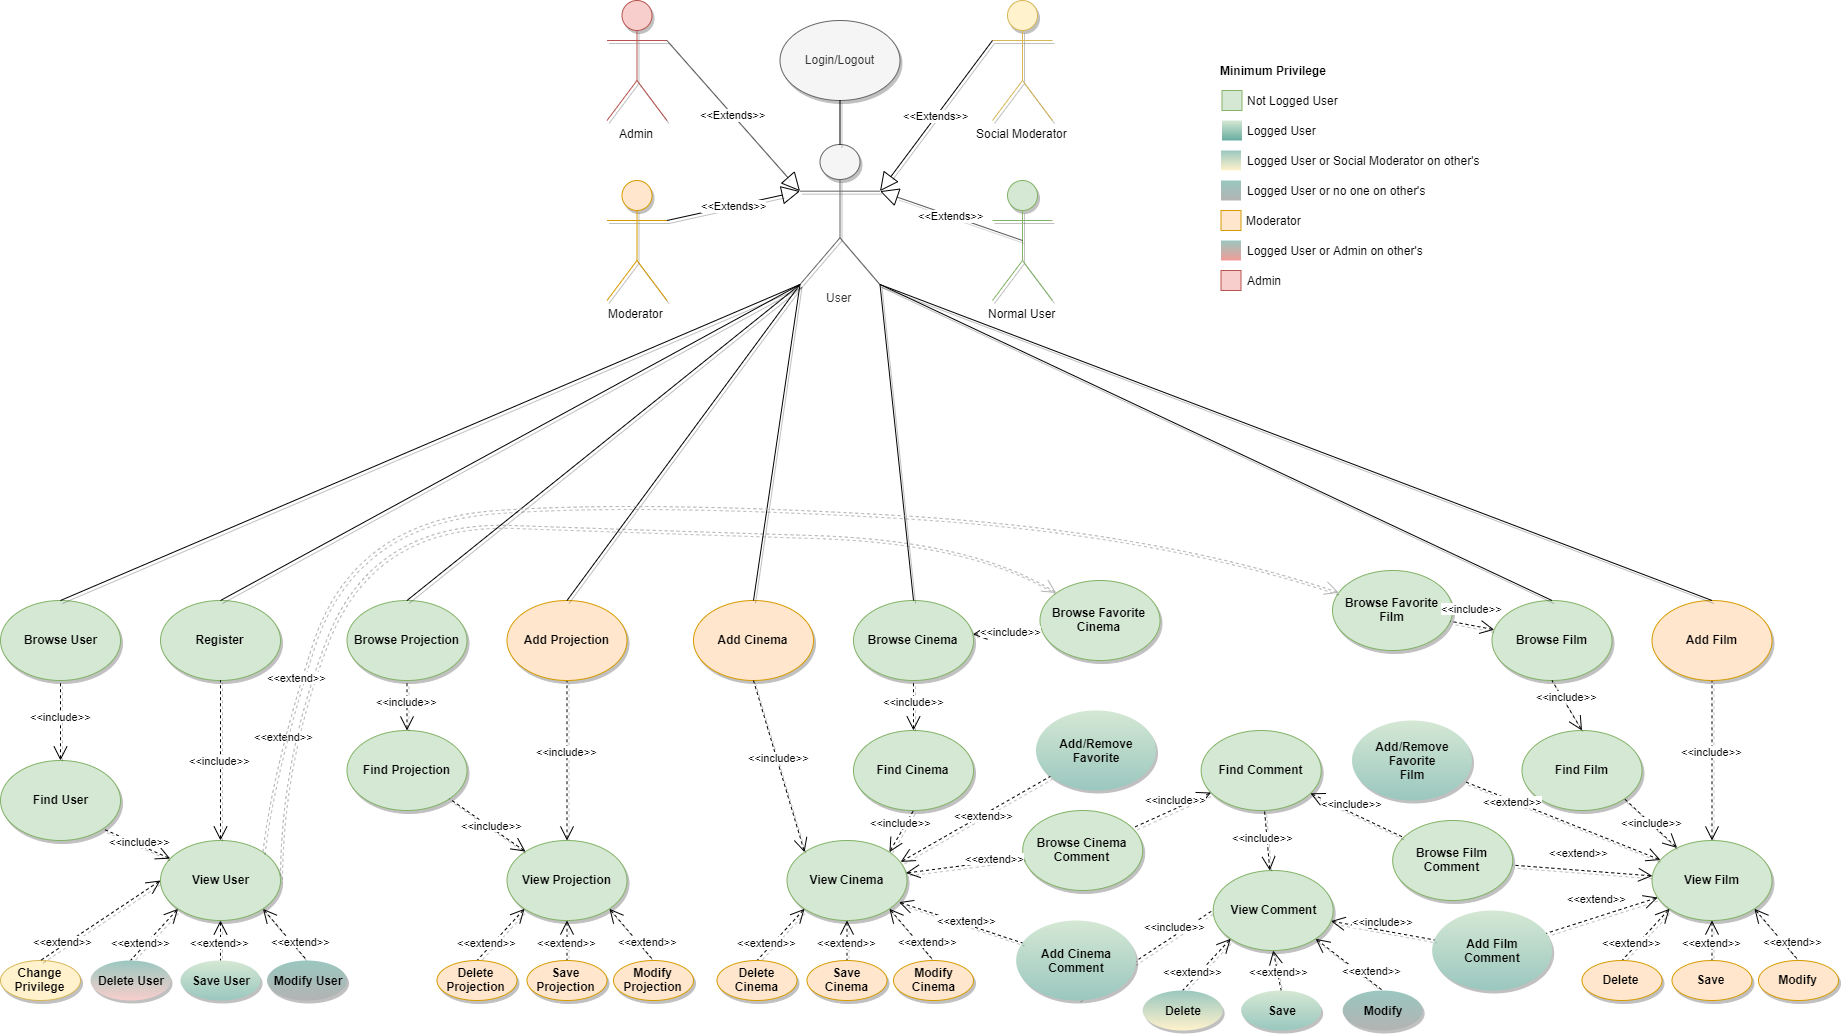 Login/Logout
<<Extends>>
<<Extends>>
Admin
Social Moderator
<<Extends>>
<<Extends>>
Moderator
User
Normal User
Minimum Privilege
Not Logged User
Logged User
Logged User or Social Moderator on other's
Logged User or no one on other's
Moderator
Logged User or Admin on other's
Admin
Browse User
Register
Browse Projection
Add Projection
Add Cinema
Browse Cinema
<<include>>
Browse Favorite
Cinema
Browse Favorite
Film
<<include>>
Browse Film
Add Film
<<extend>>
<<extend>>
<<include>>
<<include>>
<<include>>
<<include>>
<<include>>
<<include>>
<<include>>
<<include>>
<<include>>
Find User
Find Projection
Find Cinema
Add/Remove
Favorite
Find Comment
Add/Remove
Favorite
Film
Find Film
<<include>>
<<include>>
<<include>>
<<extend>>
<<include>>
<<include>>
<<extend>>
<<include>>
<<include>>
Browse Cinema
Comment
<<extend>>
Browse Film
Comment
<<extend>>
View User
View Projection
View Cinema
View Comment
View Film
<<extend>>
<<extend>>
<<extend>>
<<extend>>
<<extend>>
<<extend>>
<<extend>>
<<extend>>
<<extend>>
<<extend>>
<<extend>>
<<include>>
<<include>>
<<extend>>
<<extend>>
<<extend>>
<<extend>>
Change
Privilege
Delete User
Save User
Modify User
Delete
Projection
Save
Projection
Modify
Projection
Delete
Cinema
Save
Cinema
Modify
Cinema
Add Cinema
Comment
Add Film
Comment
Delete
Save
Modify
<<extend>>
<<extend>>
<<extend>>
Delete
Save
Modify